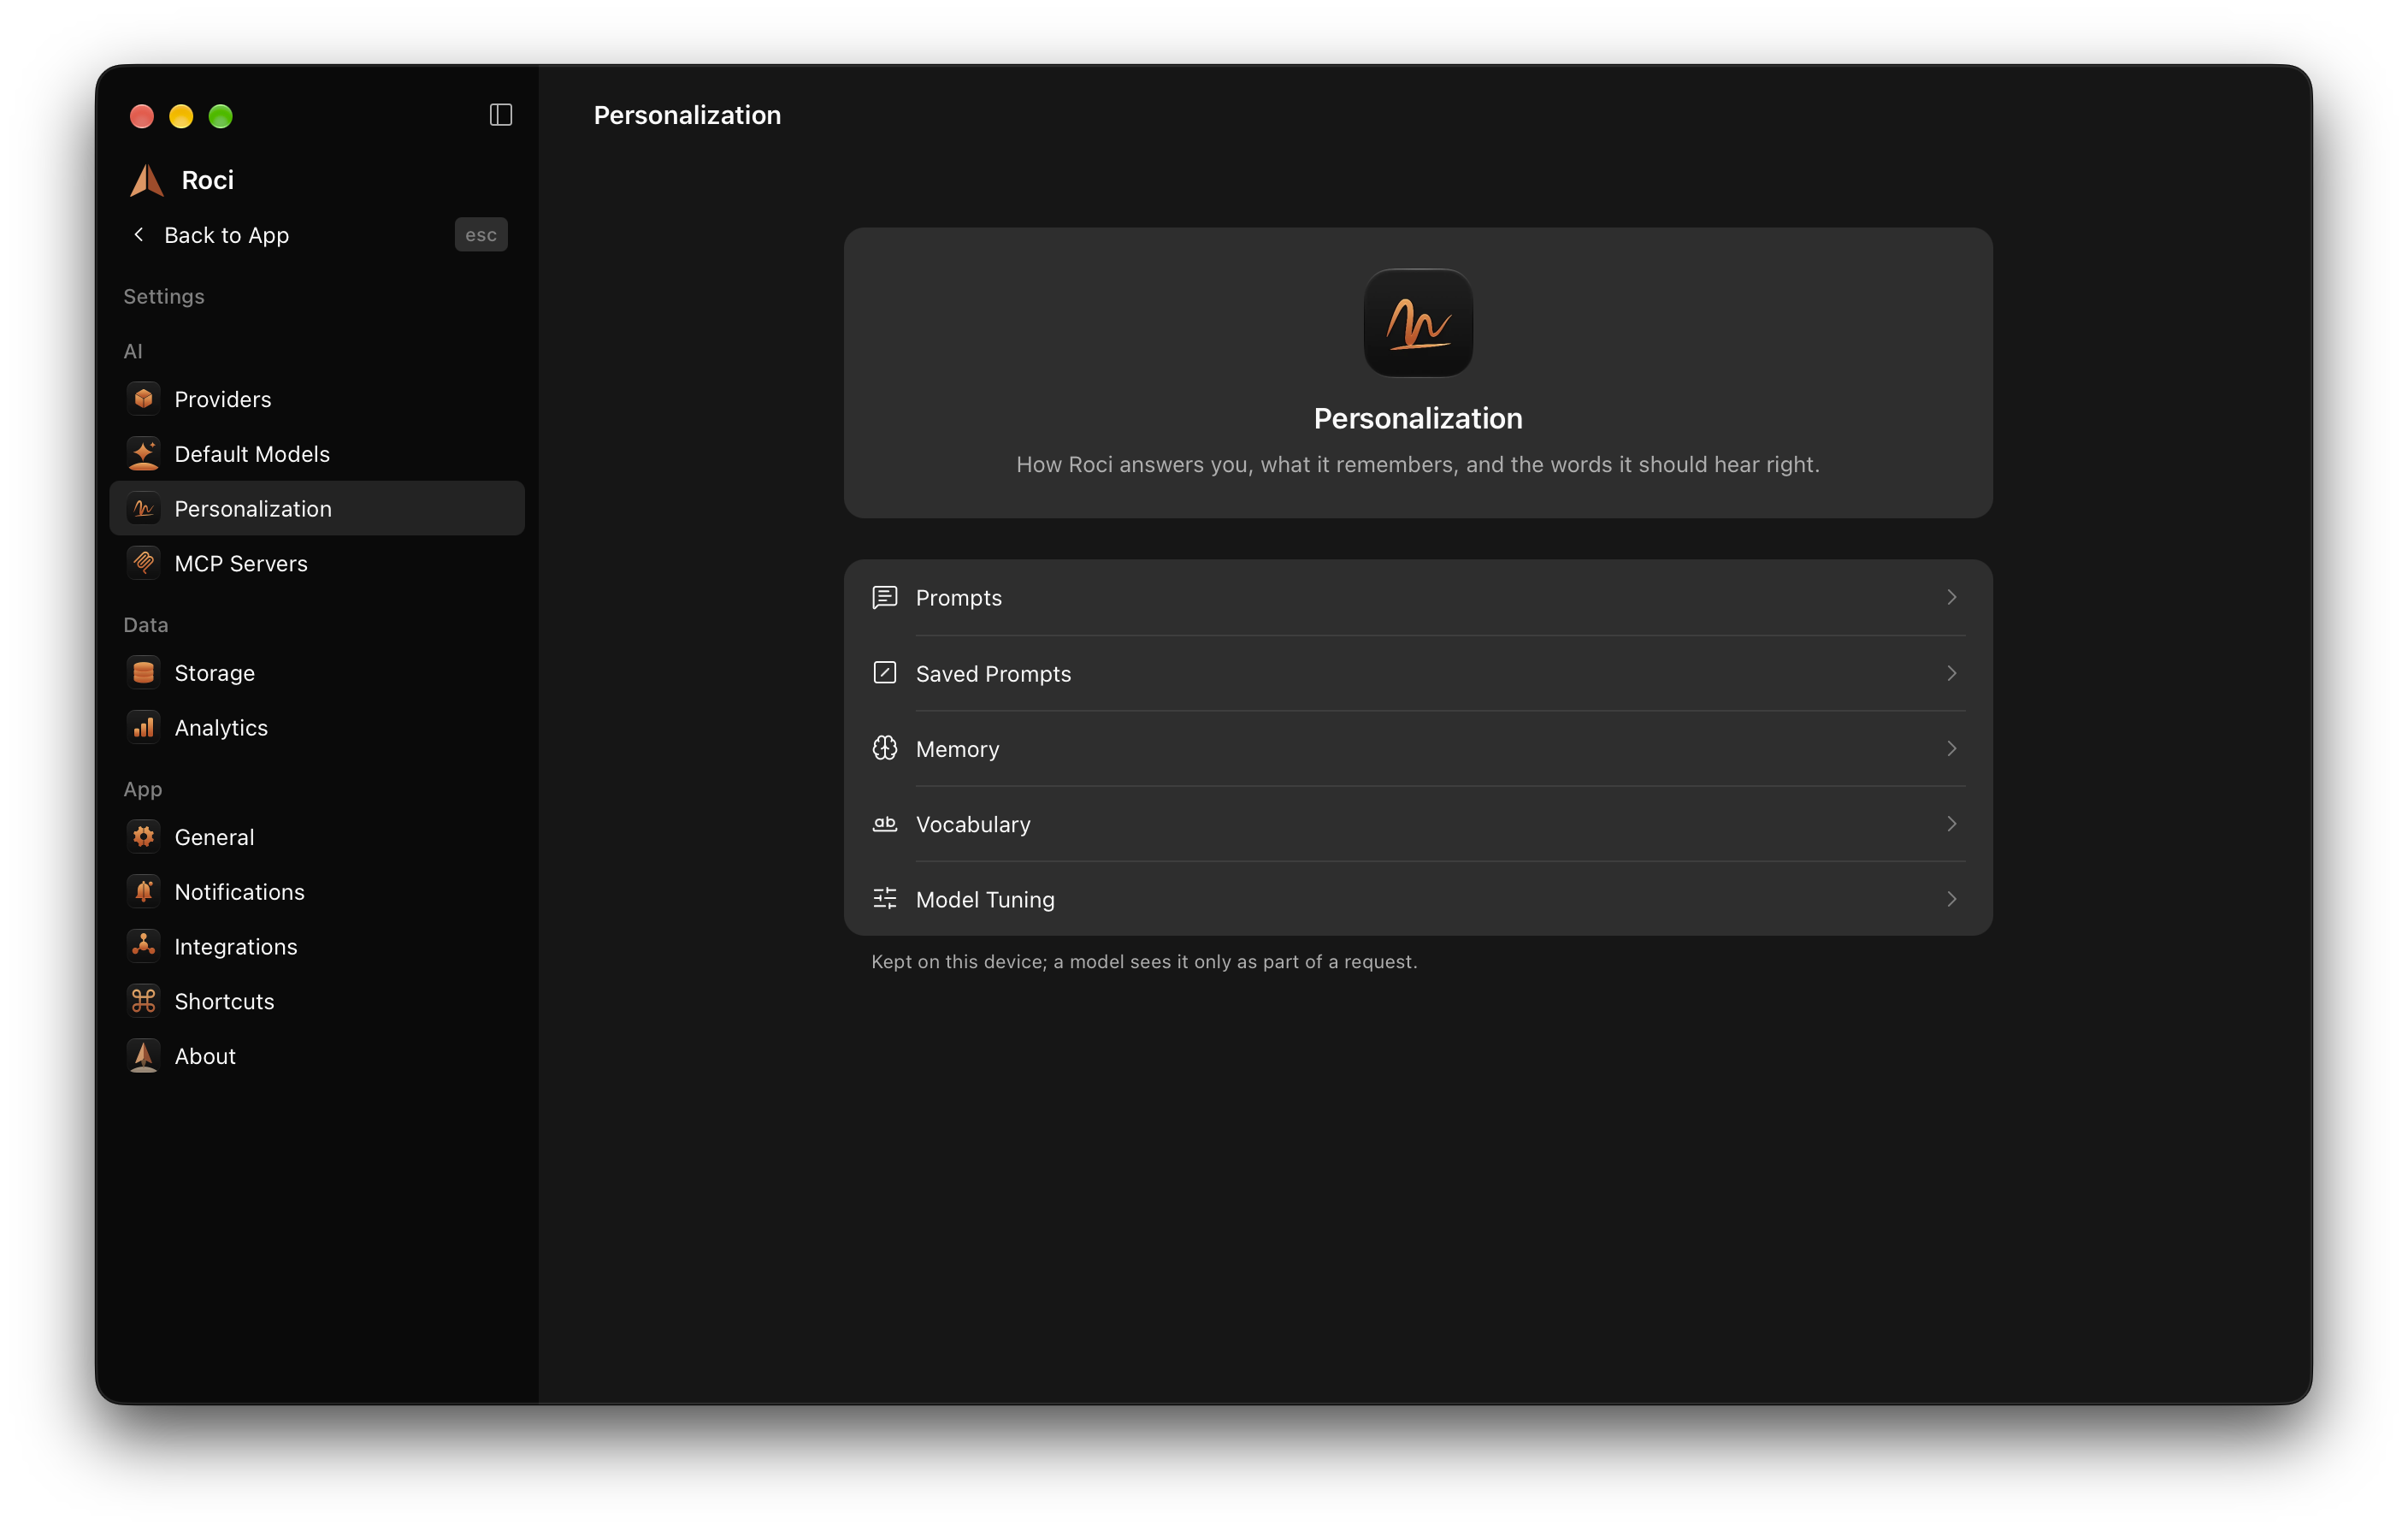 Roci
Back to App
esc
Settings
AI
Providers
Default Models
Personalization
MCP Servers
Data
Storage
Analytics
App
General
Notifications
Integrations
Shortcuts
About
Personalization
Personalization
How Roci answers you, what it remembers, and the words it should hear right.
Prompts
Saved Prompts
Memory
ab
Vocabulary
Model Tuning
Kept on this device; a model sees it only as part of a request.